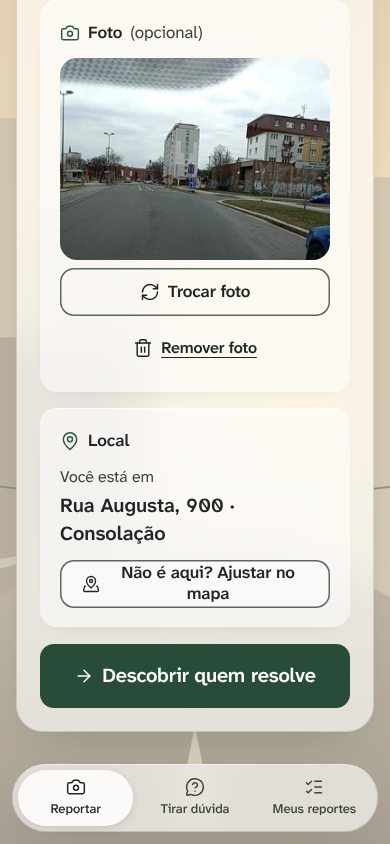 Foto (opcional)
Trocar foto
Remover foto
Local
Você está em
Rua Augusta, 900 ·
Consolação
Não é aqui? Ajustar no
mapa
Descobrir quem resolve
Reportar
Tirar dúvida
Meus reportes